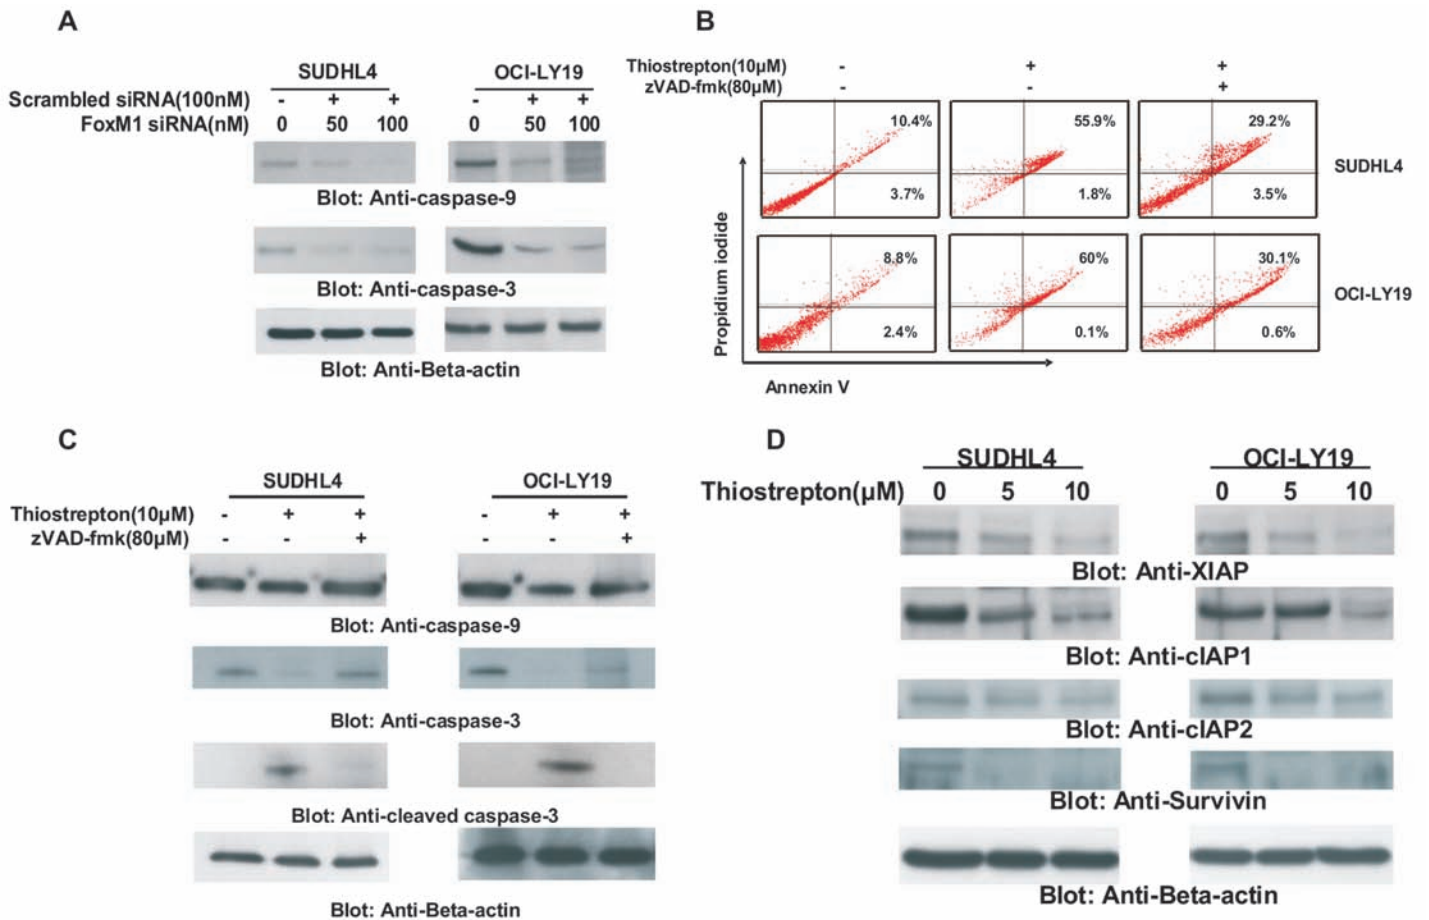 A
SUDHL4 OCI-LY19
Scrambled siRNA(100nM) - + + - + +
FoxM1 siRNA(nM) 0 50 100 0 50 100
Blot: Anti-caspase-9
Blot: Anti-caspase-3
Blot: Anti-Beta-actin
B
Thiostrepton(10µM) - + +
zVAD-fmk(80µM) - - +
10.4% 55.9% 29.2%
SUDHL4
3.7% 1.8% 3.5%
8.8% 60% 30.1%
OCI-LY19
2.4% 0.1% 0.6%
Propidium iodide
Annexin V
C
SUDHL4 OCI-LY19
Thiostrepton(10µM) - + + - + +
zVAD-fmk(80µM) - - + - - +
Blot: Anti-caspase-9
Blot: Anti-caspase-3
Blot: Anti-cleaved caspase-3
Blot: Anti-Beta-actin
D
SUDHL4 OCI-LY19
Thiostrepton(µM) 0 5 10 0 5 10
Blot: Anti-XIAP
Blot: Anti-cIAP1
Blot: Anti-cIAP2
Blot: Anti-Survivin
Blot: Anti-Beta-actin